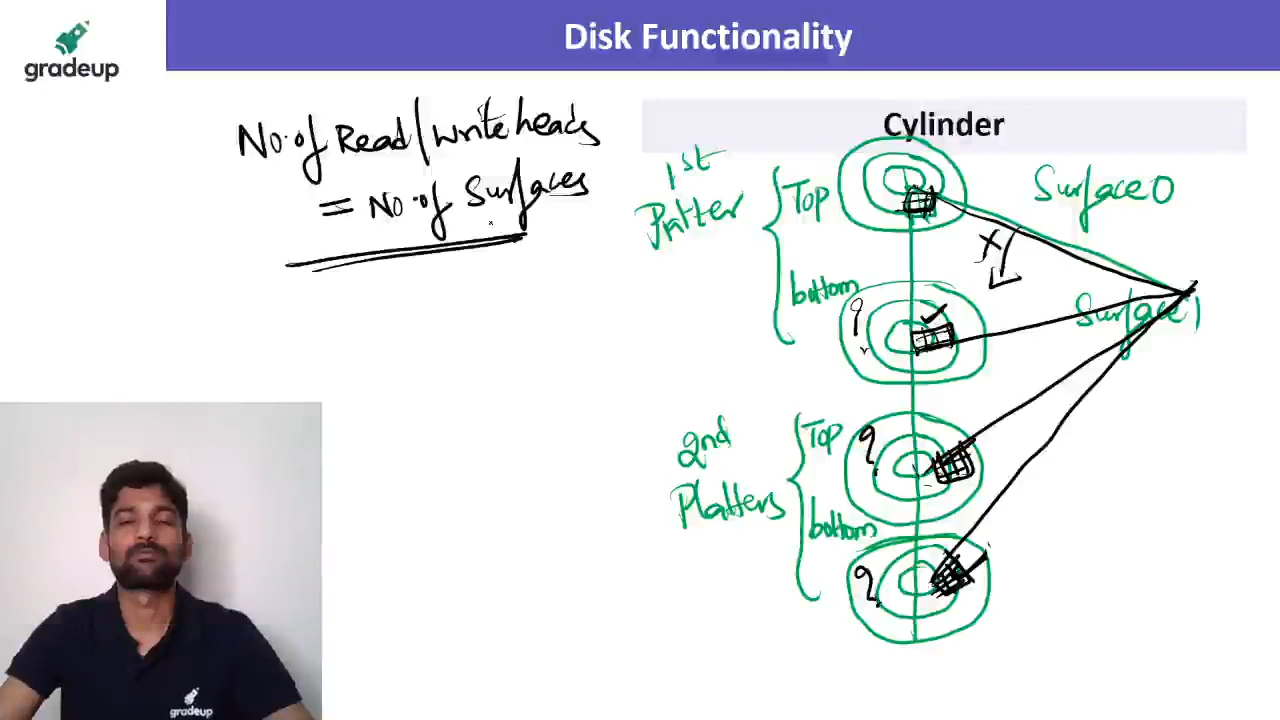 gradeup
Disk Functionality
No. of Read/Write heads
= No. of Surfaces
Cylinder
1st
Platter
Top
Surface 0
x
bottom
Surface 1
2nd
Platters
Top
bottom
gradeup